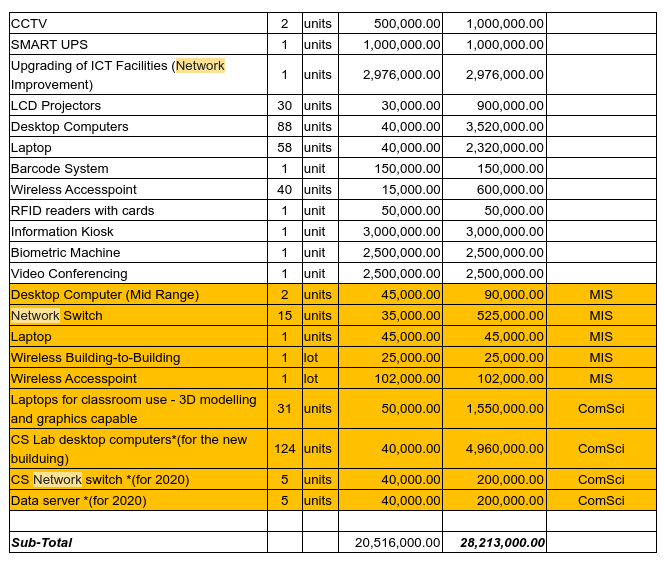 CCTV 2 units 500,000.00 1,000,000.00
SMART UPS 1 units 1,000,000.00 1,000,000.00
Upgrading of ICT Facilities (Network
Improvement) 1 units 2,976,000.00 2,976,000.00
LCD Projectors 30 units 30,000.00 900,000.00
Desktop Computers 88 units 40,000.00 3,520,000.00
Laptop 58 units 40,000.00 2,320,000.00
Barcode System 1 unit 150,000.00 150,000.00
Wireless Accesspoint 40 units 15,000.00 600,000.00
RFID readers with cards 1 unit 50,000.00 50,000.00
Information Kiosk 1 unit 3,000,000.00 3,000,000.00
Biometric Machine 1 unit 2,500,000.00 2,500,000.00
Video Conferencing 1 unit 2,500,000.00 2,500,000.00
Desktop Computer (Mid Range) 2 units 45,000.00 90,000.00 MIS
Network Switch 15 units 35,000.00 525,000.00 MIS
Laptop 1 units 45,000.00 45,000.00 MIS
Wireless Building-to-Building 1 lot 25,000.00 25,000.00 MIS
Wireless Accesspoint 1 lot 102,000.00 102,000.00 MIS
Laptops for classroom use - 3D modelling
and graphics capable 31 units 50,000.00 1,550,000.00 ComSci
CS Lab desktop computers*(for the new
builduing) 124 units 40,000.00 4,960,000.00 ComSci
CS Network switch *(for 2020) 5 units 40,000.00 200,000.00 ComSci
Data server *(for 2020) 5 units 40,000.00 200,000.00 ComSci
Sub-Total 20,516,000.00 28,213,000.00